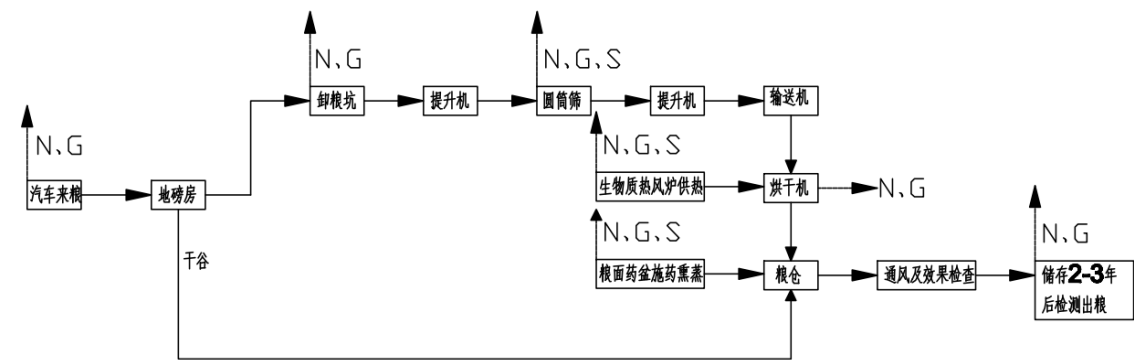 N、G
N、G、S
卸粮坑
提升机
圆筒筛
提升机
输送机
N、G
N、G、S
汽车来粮
地磅房
生物质热风炉供热
烘干机
N、G
N、G、S
N、G
干谷
粮面药盆施药熏蒸
粮仓
通风及效果检查
储存2-3年
后检测出粮